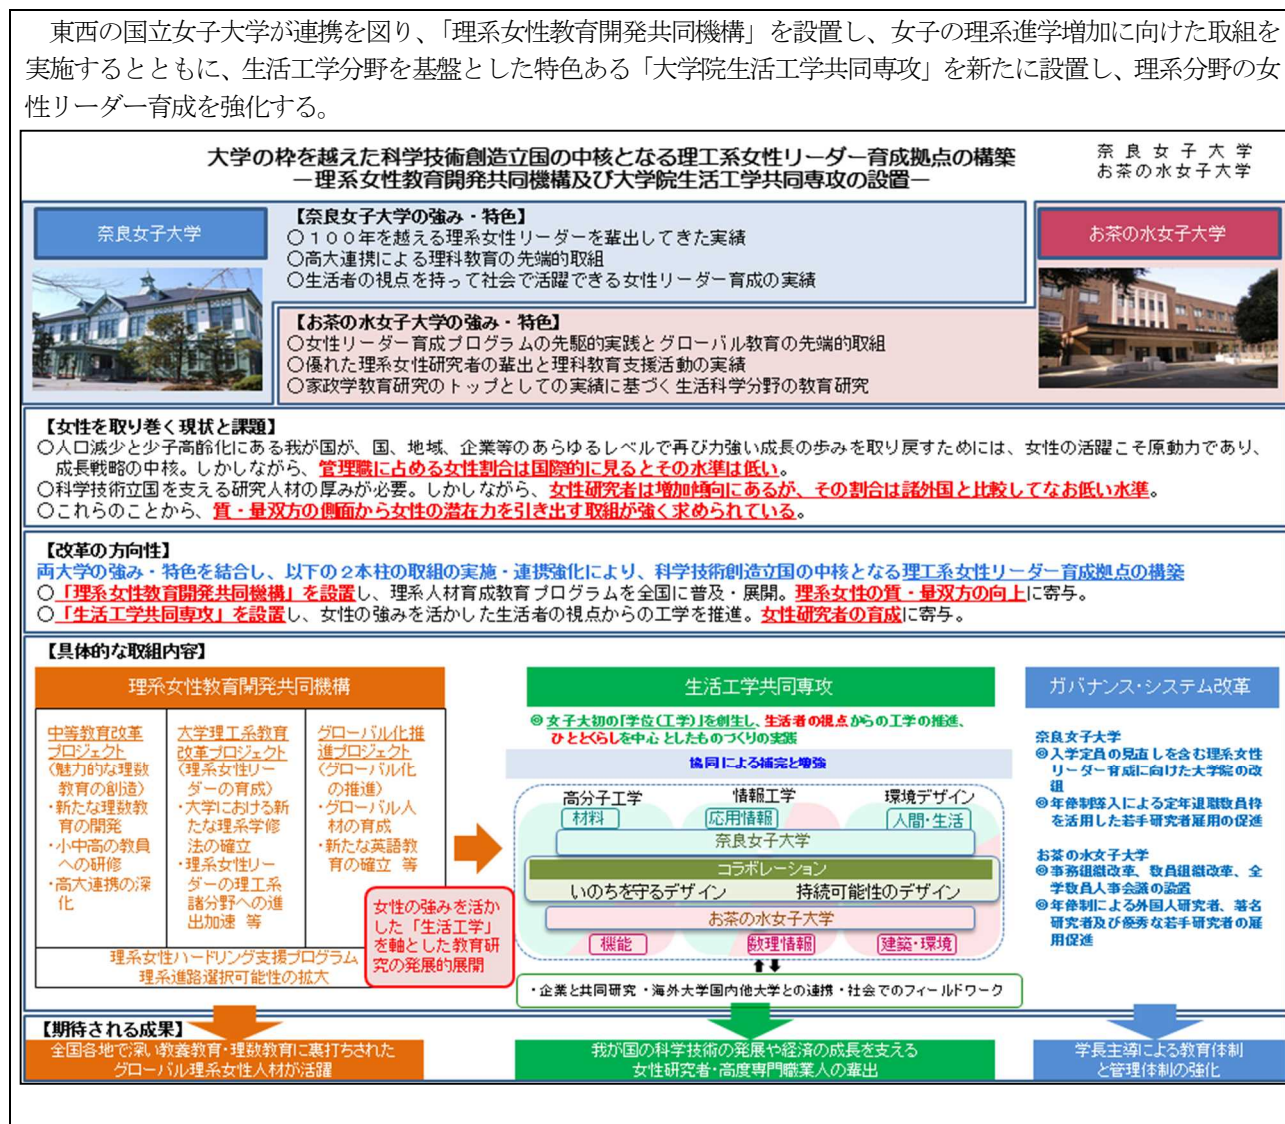 東西の国立女子大学が連携を図り、「理系女性教育開発共同機構」を設置し、女子の理系進学増加に向けた取組を
実施するとともに、生活工学分野を基盤とした特色ある「大学院生活工学共同専攻」を新たに設置し、理系分野の女
性リーダー育成を強化する。
大学の枠を越えた科学技術創造立国の中核となる理工系女性リーダー育成拠点の構築
―理系女性教育開発共同機構及び大学院生活工学共同専攻の設置―
奈良女子大学
お茶の水女子大学
奈良女子大学
【奈良女子大学の強み・特色】
○100年を越える理系女性リーダーを輩出してきた実績
○高大連携による理科教育の先端的取組
○生活者の視点を持って社会で活躍できる女性リーダー育成の実績
お茶の水女子大学
【お茶の水女子大学の強み・特色】
○女性リーダー育成プログラムの先駆的実践とグローバル教育の先端的取組
○優れた理系女性研究者の輩出と理科教育支援活動の実績
○家政学教育研究のトップとしての実績に基づく生活科学分野の教育研究
【女性を取り巻く現状と課題】
○人口減少と少子高齢化にある我が国が、国、地域、企業等のあらゆるレベルで再び力強い成長の歩みを取り戻すためには、女性の活躍こそ原動力であり、
成長戦略の中核。しかしながら、管理職に占める女性割合は国際的に見るとその水準は低い。
○科学技術立国を支える研究人材の厚みが必要。しかしながら、女性研究者は増加傾向にあるが、その割合は諸外国と比較してなお低い水準。
○これらのことから、質・量双方の側面から女性の潜在力を引き出す取組が強く求められている。
【改革の方向性】
両大学の強み・特色を結合し、以下の2本柱の取組の実施・連携強化により、科学技術創造立国の中核となる理工系女性リーダー育成拠点の構築
○「理系女性教育開発共同機構」を設置し、理系人材育成教育プログラムを全国に普及・展開。理系女性の質・量双方の向上に寄与。
○「生活工学共同専攻」を設置し、女性の強みを活かした生活者の視点からの工学を推進。女性研究者の育成に寄与。
【具体的な取組内容】
理系女性教育開発共同機構
中等教育改革
プロジェクト
(魅力的な理数
教育の創造)
・新たな理数教
育の開発
・小中高の教員
への研修
・高大連携の深
化
大学理工系教育
改革プロジェクト
(理系女性リー
ダーの育成)
・大学における新
たな理系学修
法の確立
・理系女性リー
ダーの理工系
諸分野への進
出加速 等
グローバル化推
進プロジェクト
(グローバル化
の推進)
・グローバル人
材の育成
・新たな英語教
育の確立 等
理系女性ハードリング支援プログラム
理系進路選択可能性の拡大
女性の強みを活か
した「生活工学」
を軸とした教育研
究の発展的展開
生活工学共同専攻
◎女子大初の「学位(工学)」を創生し、生活者の視点からの工学の推進、
ひととくらしを中心としたものづくりの実践
協同による補完と増強
高分子工学 情報工学 環境デザイン
材料 応用情報 人間・生活
奈良女子大学
コラボレーション
いのちを守るデザイン 持続可能性のデザイン
お茶の水女子大学
機能 数理情報 建築・環境
・企業と共同研究・海外大学国内他大学との連携・社会でのフィールドワーク
ガバナンス・システム改革
奈良女子大学
◎入学定員の見直しを含む理系女性
リーダー育成に向けた大学院の改
組
◎年俸制導入による定年退職教員枠
を活用した若手研究者雇用の促進
お茶の水女子大学
◎事務組織改革、教員組織改革、全
学教員人事会議の設置
◎年俸制による外国人研究者、著名
研究者及び優秀な若手研究者の雇
用促進
【期待される成果】
全国各地で深い教養教育・理数教育に裏打ちされた
グローバル理系女性人材が活躍
我が国の科学技術の発展や経済の成長を支える
女性研究者・高度専門職業人の輩出
学長主導による教育体制
と管理体制の強化